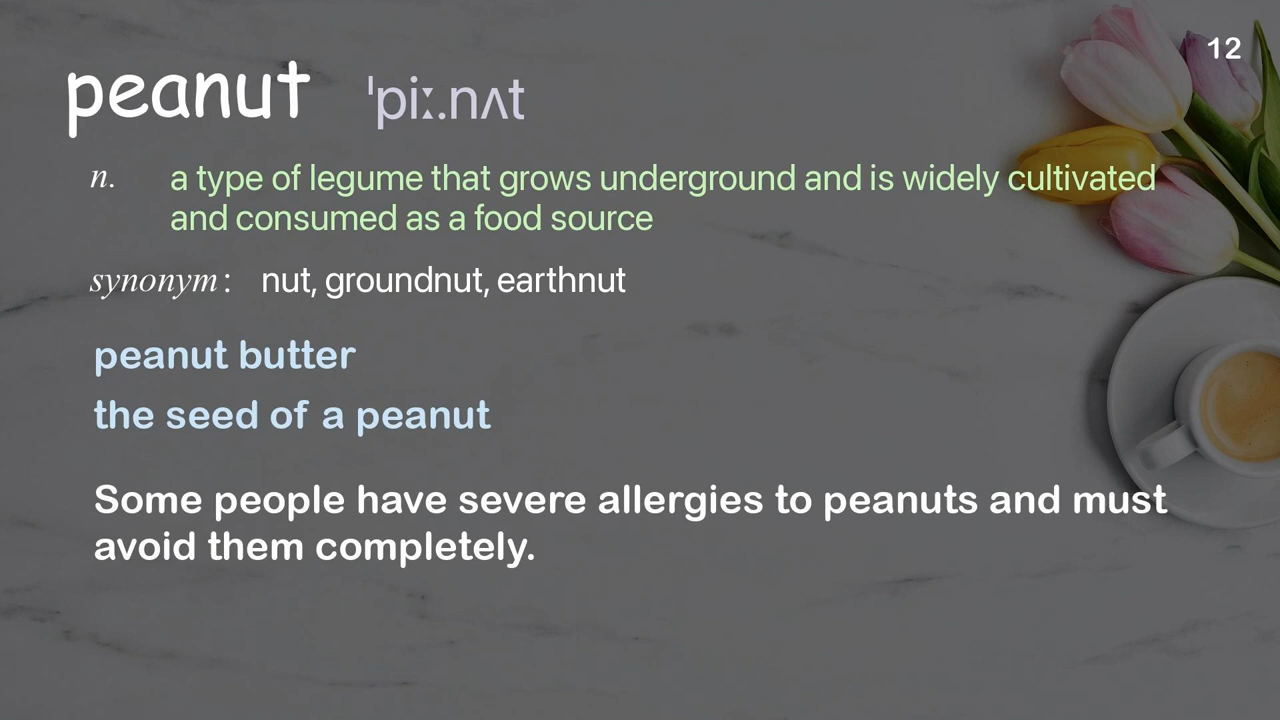 12
peanut ˈpiː.nʌt
n. a type of legume that grows underground and is widely cultivated
and consumed as a food source
synonym: nut, groundnut, earthnut
peanut butter
the seed of a peanut
Some people have severe allergies to peanuts and must
avoid them completely.